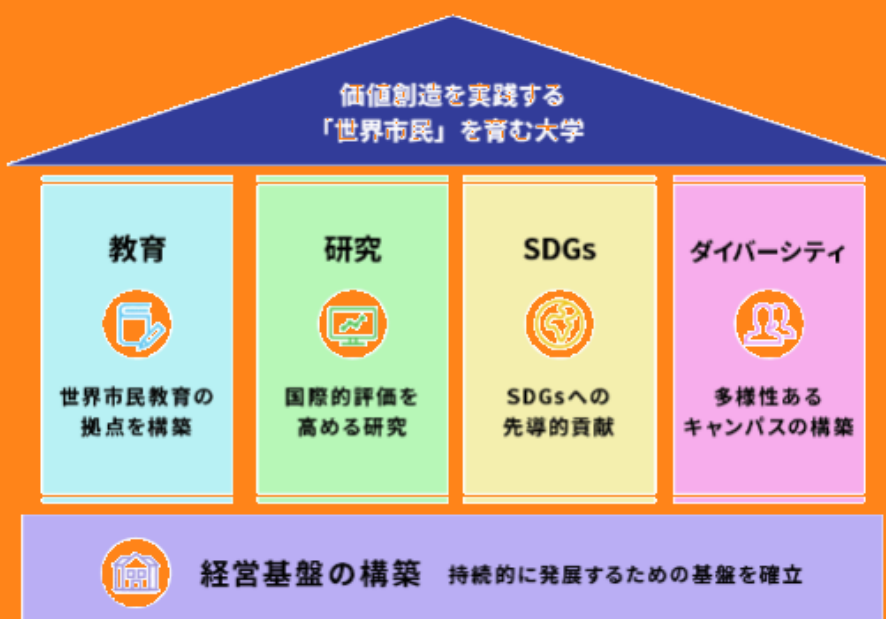 価値創造を実践する
「世界市民」を育む大学
教育
世界市民教育の
拠点を構築
研究
国際的評価を
高める研究
SDGs
SDGsへの
先導的貢献
ダイバーシティ
多様性ある
キャンパスの構築
経営基盤の構築 持続的に発展するための基盤を確立